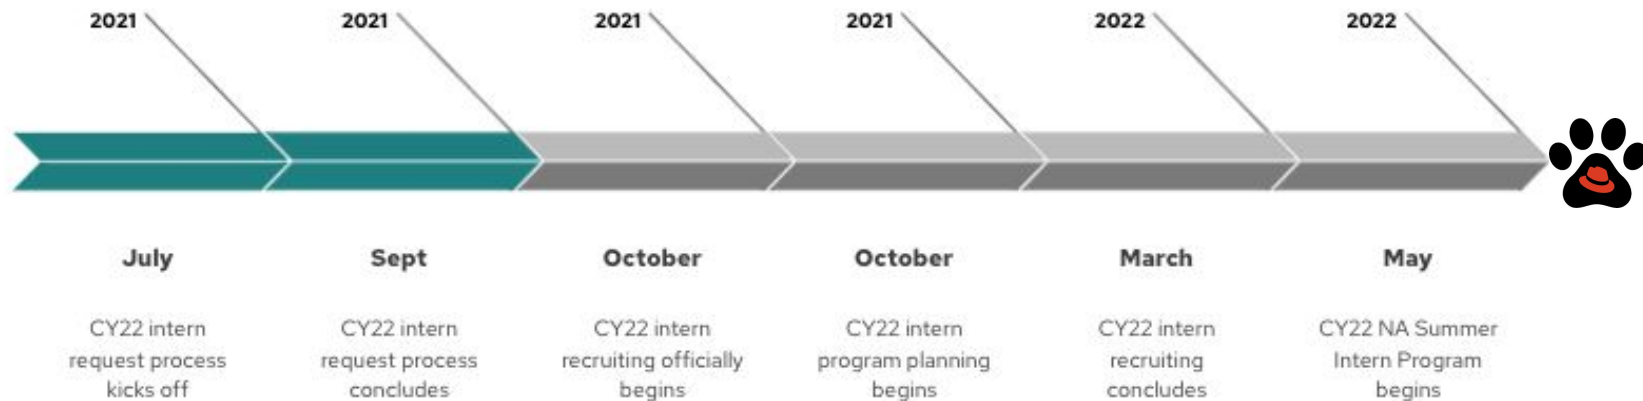 2021
2021
2021
2021
2022
2022
July
Sept
October
October
March
May
CY22 intern
request process
kicks off
CY22 intern
request process
concludes
CY22 intern
recruiting officially
begins
CY22 intern
program planning
begins
CY22 intern
recruiting
concludes
CY22 NA Summer
Intern Program
begins